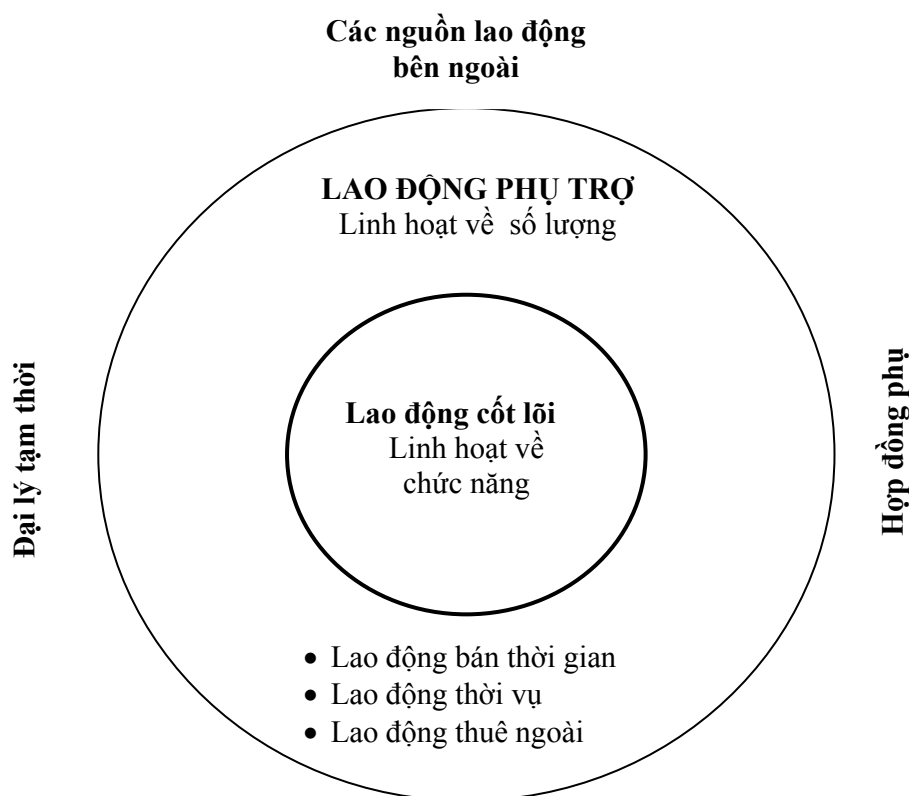 Các nguồn lao động
bên ngoài
LAO ĐỘNG PHỤ TRỢ
Linh hoạt về số lượng
Đại lý tạm thời
Lao động cốt lõi
Linh hoạt về
chức năng
Hợp đồng phụ
• Lao động bán thời gian
• Lao động thời vụ
• Lao động thuê ngoài